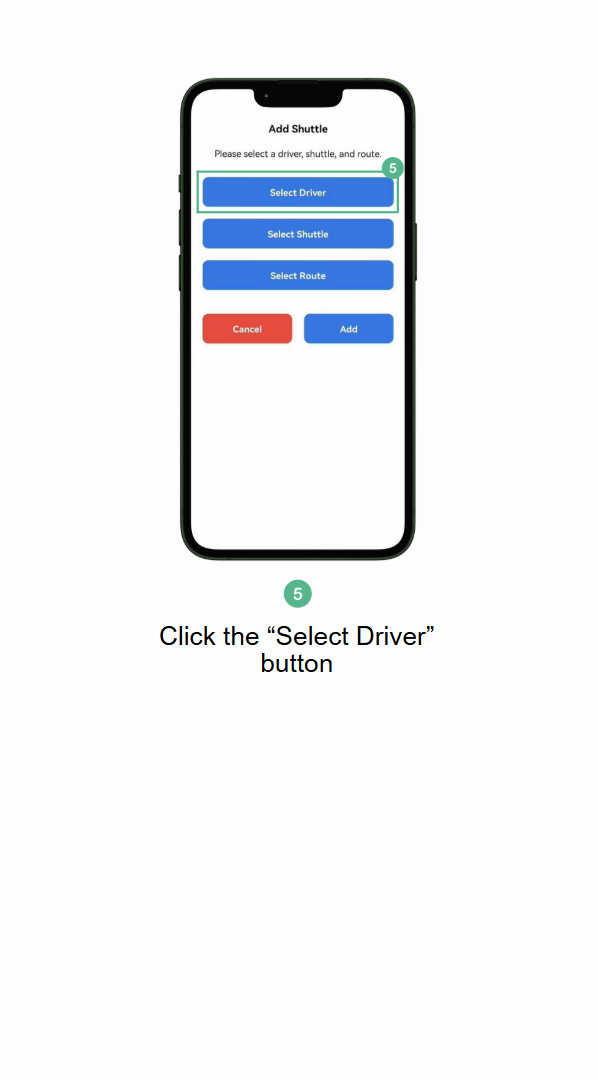 Add Shuttle
Please select a driver, shuttle, and route.
5
Select Driver
Select Shuttle
Select Route
Cancel Add
5
Click the “Select Driver”
button